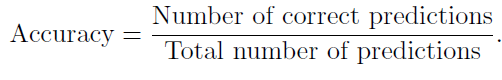 Accuracy = Number of correct predictions
Total number of predictions.